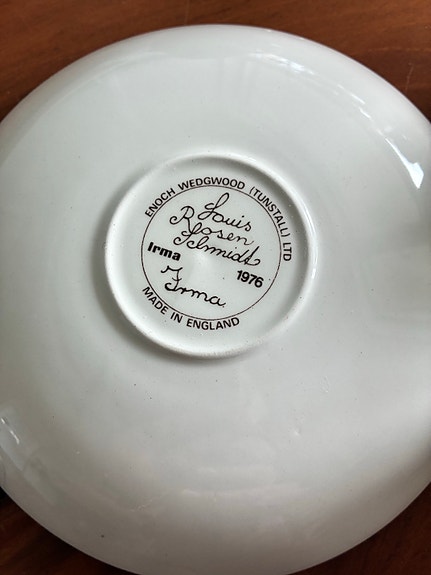 ENOCH WEDGWOOD (TUNSTALL) LTD
Louis
Rosen
Schmidt
Irma
1976
Y
Irma
MADE IN ENGLAND